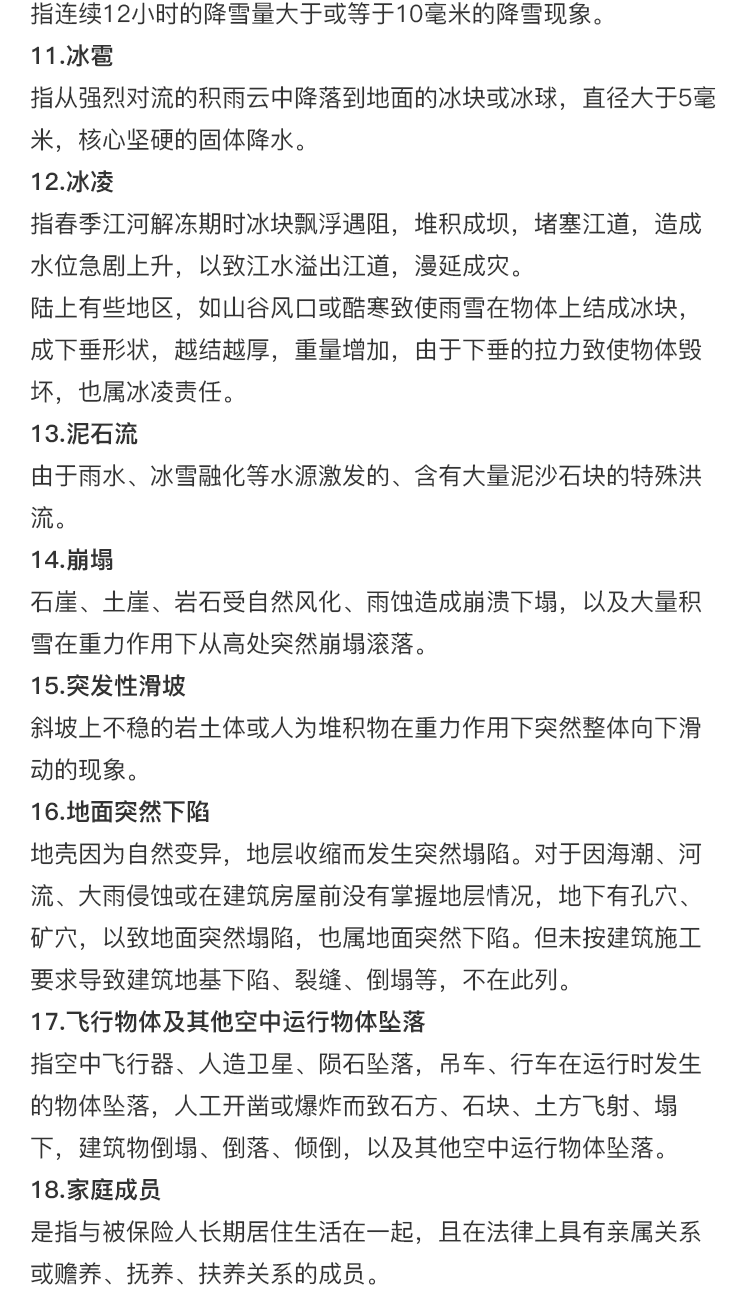 指连续12小时的降雪量大于或等于10毫米的降雪现象。
11.冰雹
指从强烈对流的积雨云中降落到地面的冰块或冰球，直径大于5毫
米，核心坚硬的固体降水。
12.冰凌
指春季江河解冻期时冰块飘浮遇阻，堆积成坝，堵塞江道，造成
水位急剧上升，以致江水溢出江道，漫延成灾。
陆上有些地区，如山谷风口或酷寒致使雨雪在物体上结成冰块，
成下垂形状，越结越厚，重量增加，由于下垂的拉力致使物体毁
坏，也属冰凌责任。
13.泥石流
由于雨水、冰雪融化等水源激发的、含有大量泥沙石块的特殊洪
流。
14.崩塌
石崖、土崖、岩石受自然风化、雨蚀造成崩溃下塌，以及大量积
雪在重力作用下从高处突然崩塌滚落。
15.突发性滑坡
斜坡上不稳的岩土体或人为堆积物在重力作用下突然整体向下滑
动的现象。
16.地面突然下陷
地壳因为自然变异，地层收缩而发生突然塌陷。对于因海潮、河
流、大雨侵蚀或在建筑房屋前没有掌握地层情况，地下有孔穴、
矿穴，以致地面突然塌陷，也属地面突然下陷。但未按建筑施工
要求导致建筑地基下陷、裂缝、倒塌等，不在此列。
17.飞行物体及其他空中运行物体坠落
指空中飞行器、人造卫星、陨石坠落，吊车、行车在运行时发生
的物体坠落，人工开凿或爆炸而致石方、石块、土方飞射、塌
下，建筑物倒塌、倒落、倾倒，以及其他空中运行物体坠落。
18.家庭成员
是指与被保险人长期居住生活在一起，且在法律上具有亲属关系
或赡养、抚养、扶养关系的成员。